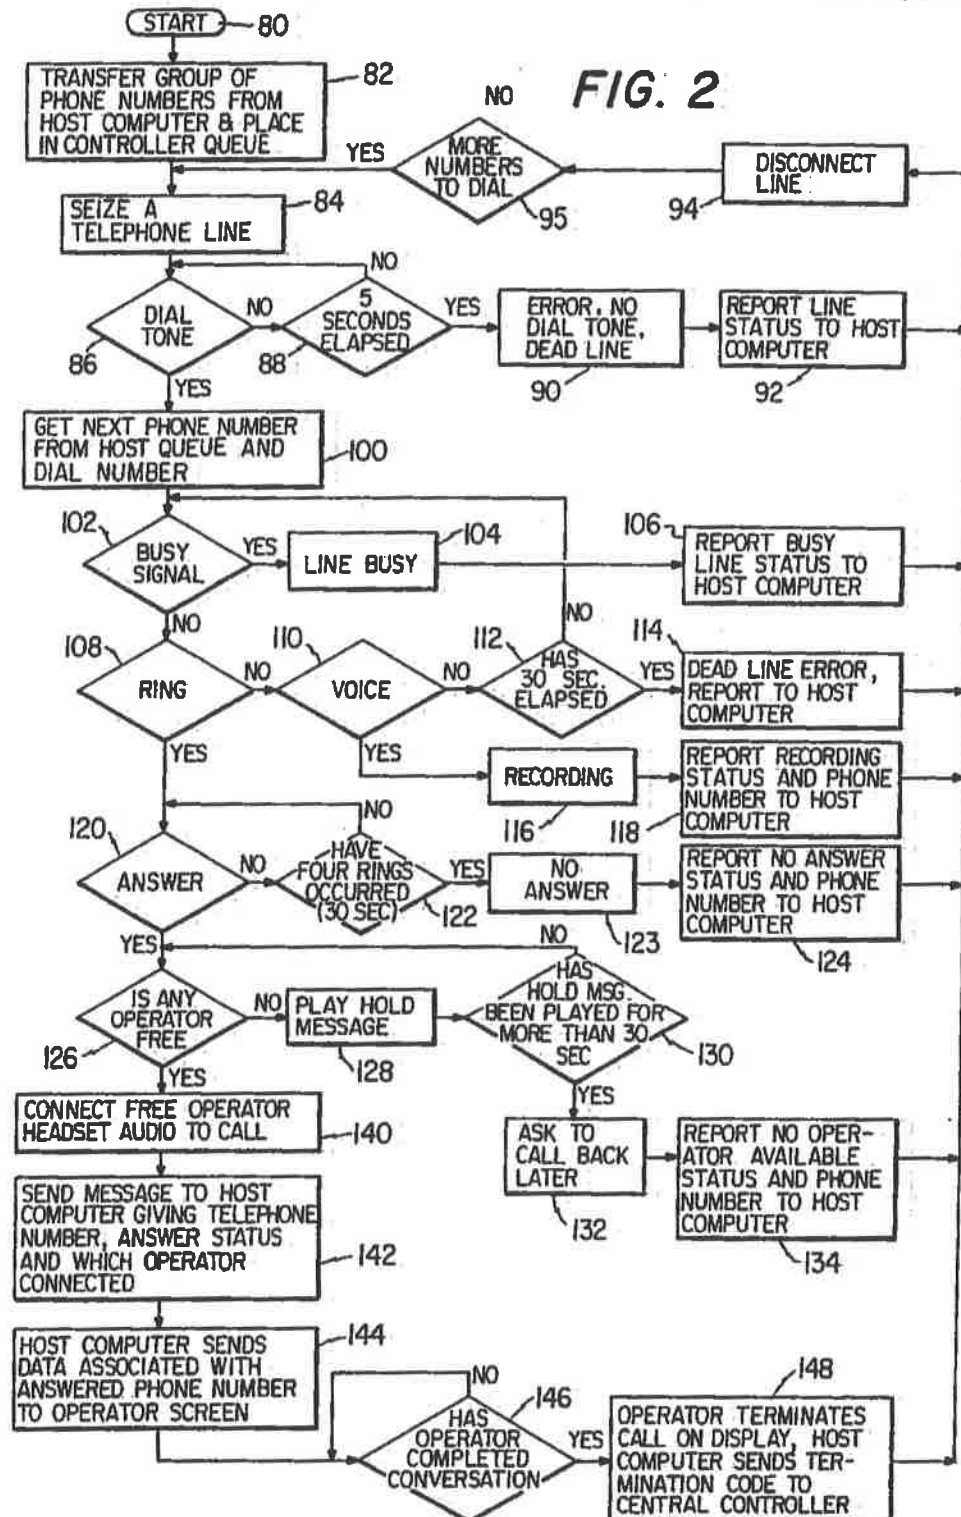 START
80
TRANSFER GROUP OF
PHONE NUMBERS FROM
HOST COMPUTER & PLACE
IN CONTROLLER QUEUE
82
FIG. 2
NO
MORE
NUMBERS
TO DIAL
YES
95
DISCONNECT
LINE
94
SEIZE A
TELEPHONE LINE
84
NO
DIAL
TONE
86
NO
5
SECONDS
ELAPSED
88
YES
ERROR, NO
DIAL TONE,
DEAD LINE
90
REPORT LINE
STATUS TO HOST
COMPUTER
92
YES
GET NEXT PHONE NUMBER
FROM HOST QUEUE AND
DIAL NUMBER
100
102
BUSY
SIGNAL
YES
LINE BUSY
104
106
REPORT BUSY
LINE STATUS TO
HOST COMPUTER
NO
NO
108
RING
NO
110
VOICE
NO
112
HAS
30 SEC.
ELAPSED
YES
114
DEAD LINE ERROR,
REPORT TO HOST
COMPUTER
YES
YES
RECORDING
116
REPORT RECORDING
STATUS AND PHONE
NUMBER TO HOST
COMPUTER
118
NO
120
ANSWER
NO
HAVE
FOUR RINGS
OCCURRED
(30 SEC)
122
YES
NO
ANSWER
123
REPORT NO ANSWER
STATUS AND PHONE
NUMBER TO HOST
COMPUTER
124
YES
NO
IS ANY
OPERATOR
FREE
126
NO
PLAY HOLD
MESSAGE
128
HAS
HOLD MSG.
BEEN PLAYED FOR
MORE THAN 30
SEC
130
YES
YES
CONNECT FREE OPERATOR
HEADSET AUDIO TO CALL
140
ASK TO
CALL BACK
LATER
132
REPORT NO OPER-
ATOR AVAILABLE
STATUS AND PHONE
NUMBER TO HOST
COMPUTER
134
SEND MESSAGE TO HOST
COMPUTER GIVING TELEPHONE
NUMBER, ANSWER STATUS
AND WHICH OPERATOR
CONNECTED
142
HOST COMPUTER SENDS
DATA ASSOCIATED WITH
ANSWERED PHONE NUMBER
TO OPERATOR SCREEN
144
NO
HAS
OPERATOR
COMPLETED
CONVERSATION
146
YES
148
OPERATOR TERMINATES
CALL ON DISPLAY, HOST
COMPUTER SENDS TER-
MINATION CODE TO
CENTRAL CONTROLLER